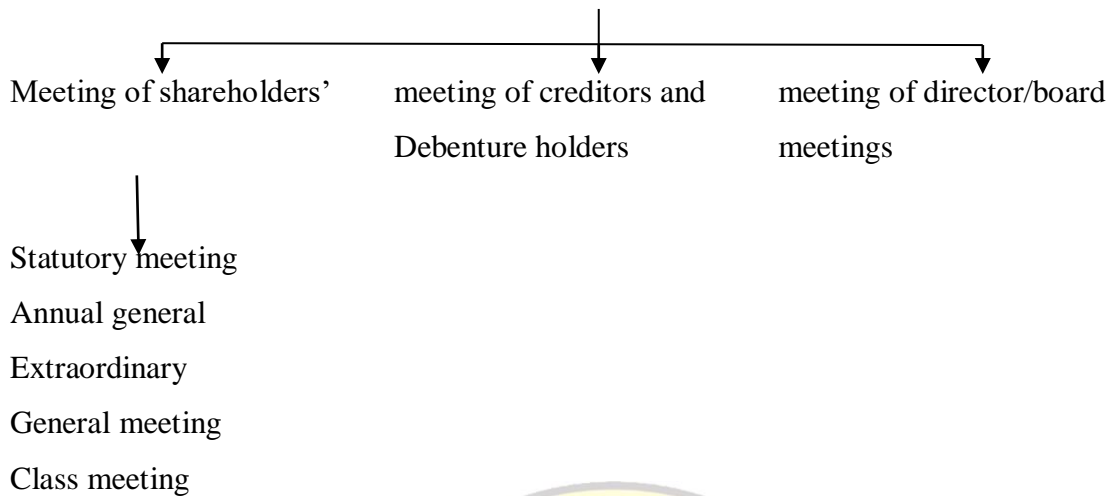 Meeting of shareholders’ meeting of creditors and meeting of director/board
Debenture holders meetings
Statutory meeting
Annual general
Extraordinary
General meeting
Class meeting